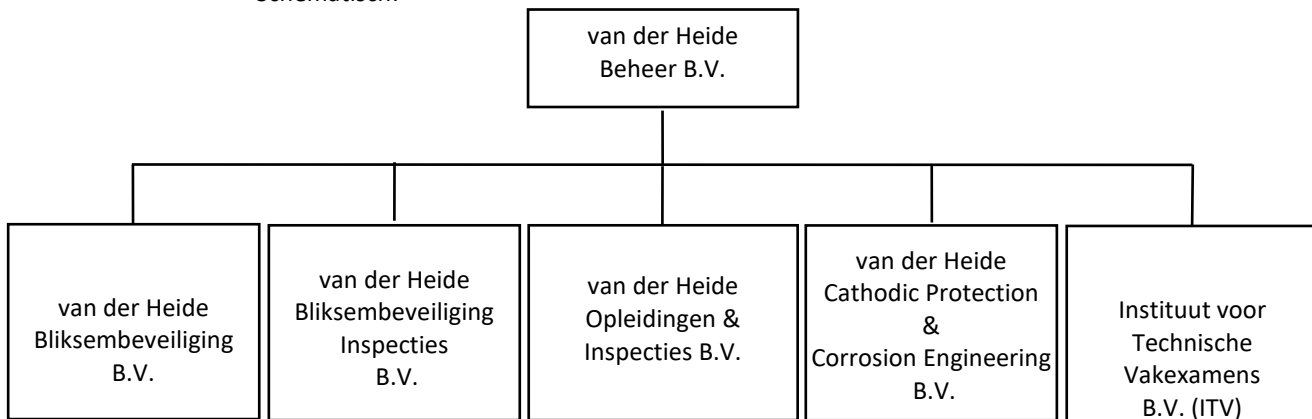 Schematisch:
van der Heide
Beheer B.V.
van der Heide
Bliksembeveiliging
B.V.
van der Heide
Bliksembeveiliging
Inspecties
B.V.
van der Heide
Opleidingen &
Inspecties B.V.
van der Heide
Cathodic Protection
&
Corrosion Engineering
B.V.
Instituut voor
Technische
Vakexamens
B.V. (ITV)